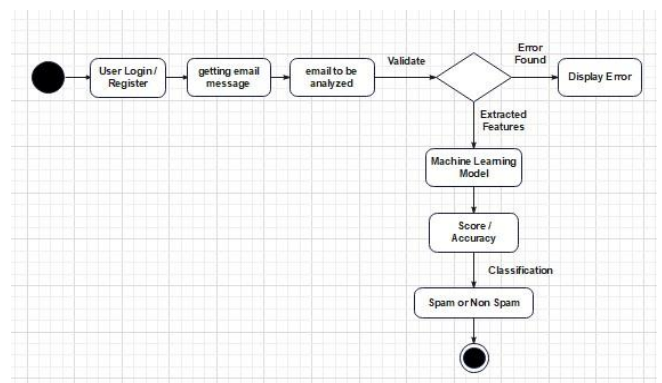 User Login /
Register
getting email
message
email to be
analyzed
Validate
Error
Found
Display Error
Extracted
Features
Machine Learning
Model
Score /
Accuracy
Classification
Spam or Non Spam